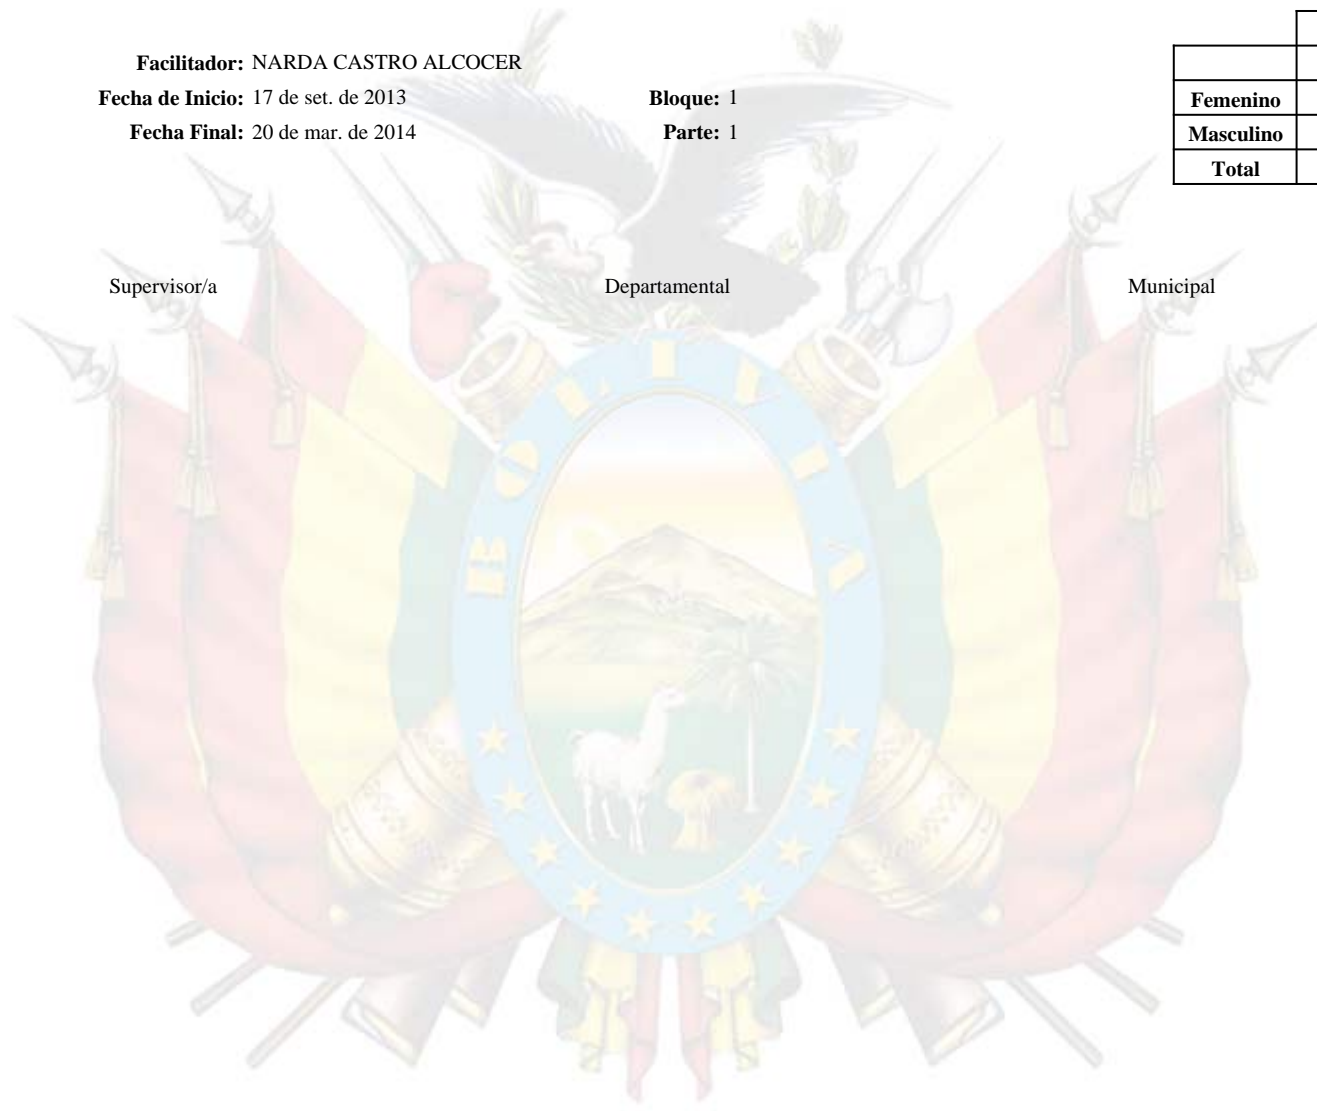 Facilitador: NARDA CASTRO ALCOCER
Fecha de Inicio: 17 de set. de 2013 Bloque: 1
Fecha Final: 20 de mar. de 2014 Parte: 1
Femenino
Masculino
Total
Supervisor/a Departamental Municipal
BOLIVIA